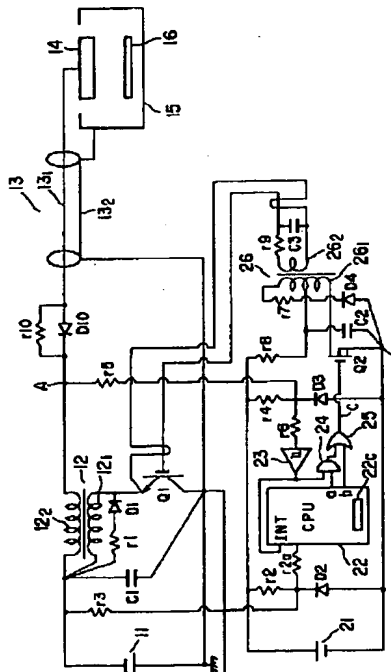 13
12
12₂
12₁
A
r10
D10
13₁
13₂
14
16
15
r3
r1
D1
C1
11
r5
Q1
26
r9
C3
26₂
26₁
r7
D4
r8
C2
r4
D3
Q2
r6
23
24
25
c
INT
CPU
a
b
22c
22
r2
r2a
D2
21